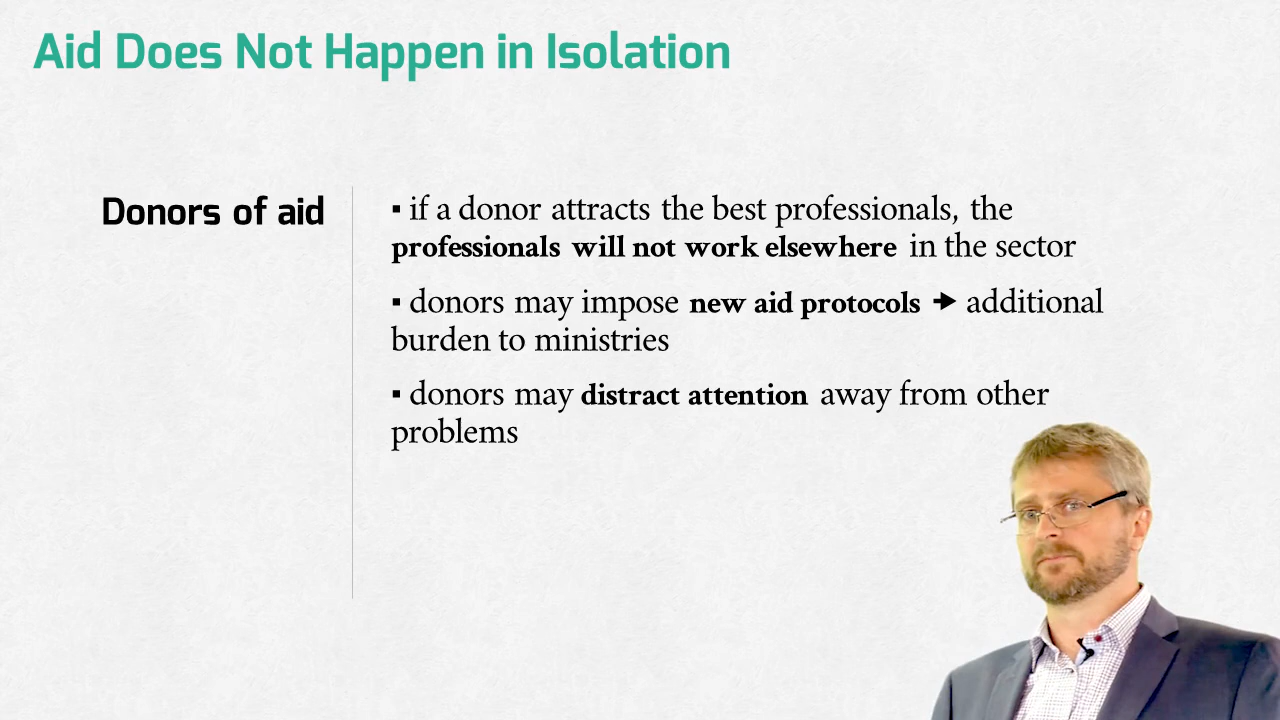 Aid Does Not Happen in Isolation
Donors of aid
▪ if a donor attracts the best professionals, the
professionals will not work elsewhere in the sector
▪ donors may impose new aid protocols 🠊 additional
burden to ministries
▪ donors may distract attention away from other
problems